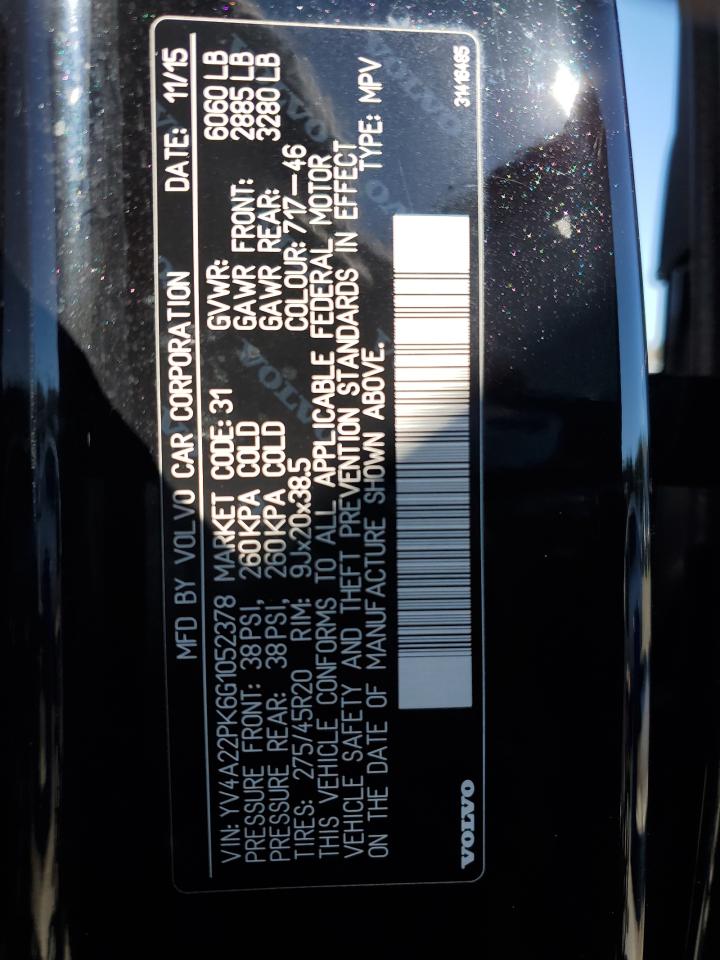 MFD BY VOLVO CAR CORPORATION DATE: 11/15
VIN: YV4A22PK6G1052378 MARKET CODE: 31 GVWR: 6060 LB
PRESSURE FRONT: 38PSI, 260KPA COLD GAWR FRONT: 2885 LB
PRESSURE REAR: 38PSI, 260KPA COLD GAWR REAR: 3280 LB
TIRES: 275/45R20 RIM: 9Jx20x38.5 COLOUR: 717-46
THIS VEHICLE CONFORMS TO ALL APPLICABLE FEDERAL MOTOR
VEHICLE SAFETY AND THEFT PREVENTION STANDARDS IN EFFECT
ON THE DATE OF MANUFACTURE SHOWN ABOVE. TYPE: MPV
VOLVO 31416485